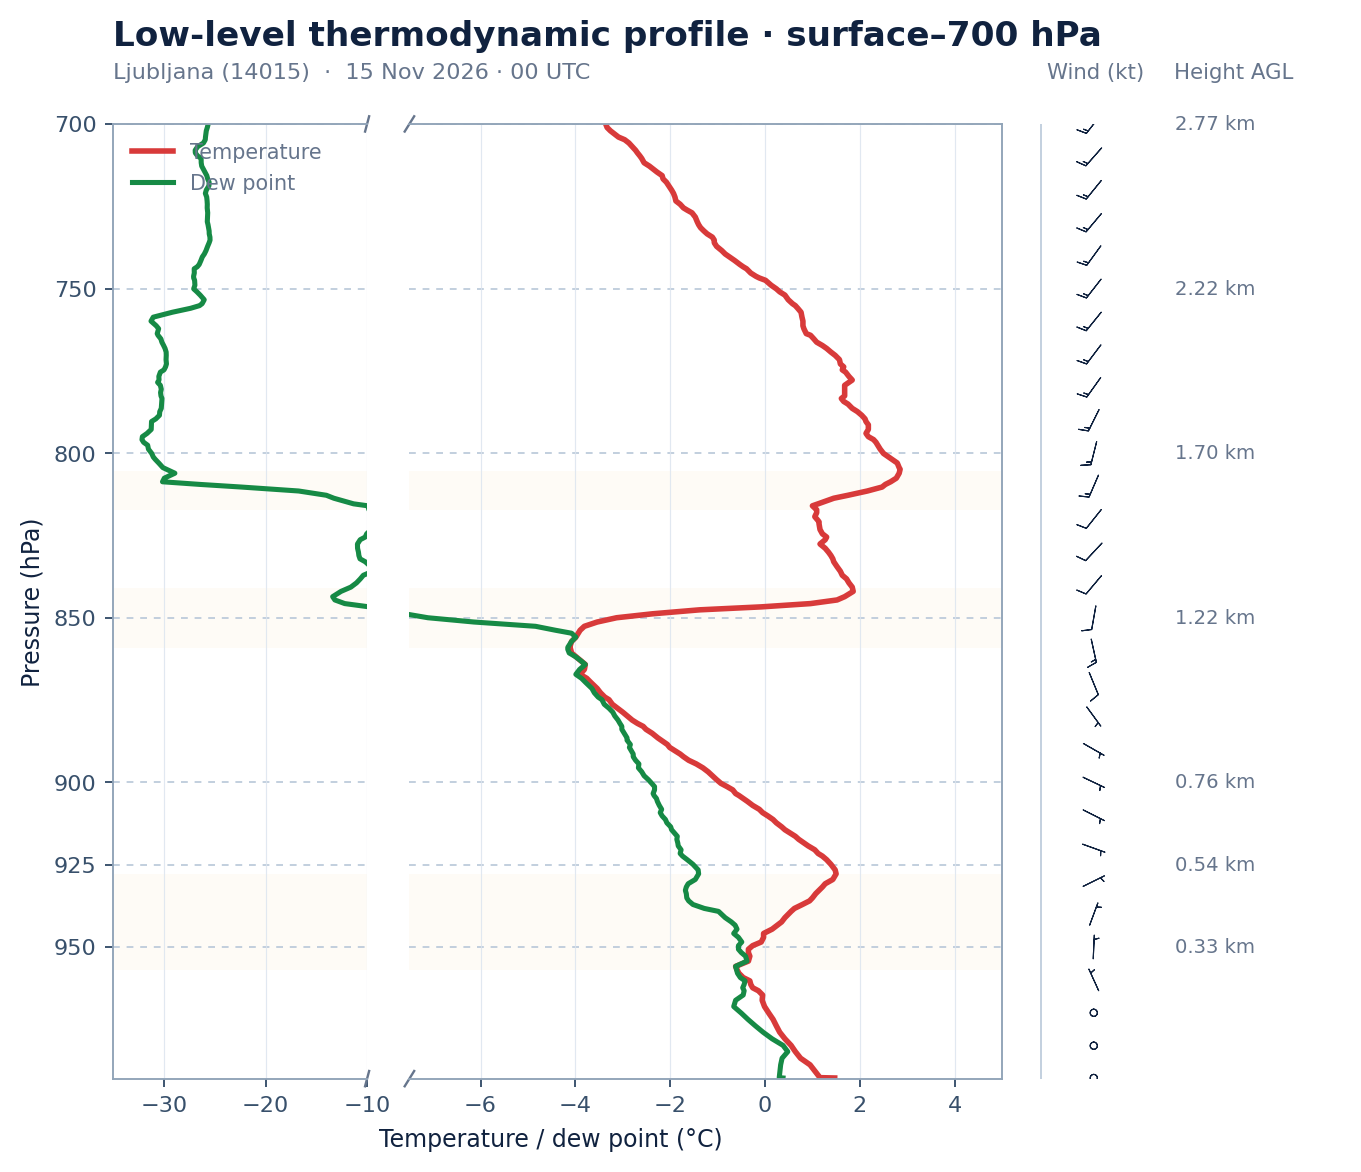 Low-level thermodynamic profile · surface–700 hPa
Ljubljana (14015) · 15 Nov 2026 · 00 UTC
Wind (kt) Height AGL
700
2.77 km
Temperature
Dew point
750
2.22 km
800
1.70 km
850
1.22 km
900
0.76 km
925
0.54 km
950
0.33 km
Pressure (hPa)
−30 −20 −10 −6 −4 −2 0 2 4
Temperature / dew point (°C)